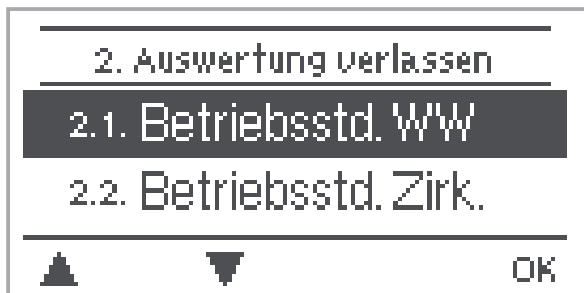 2. Auswertung verlassen
2.1. Betriebsstd. WW
2.2. Betriebsstd. Zirk.
OK